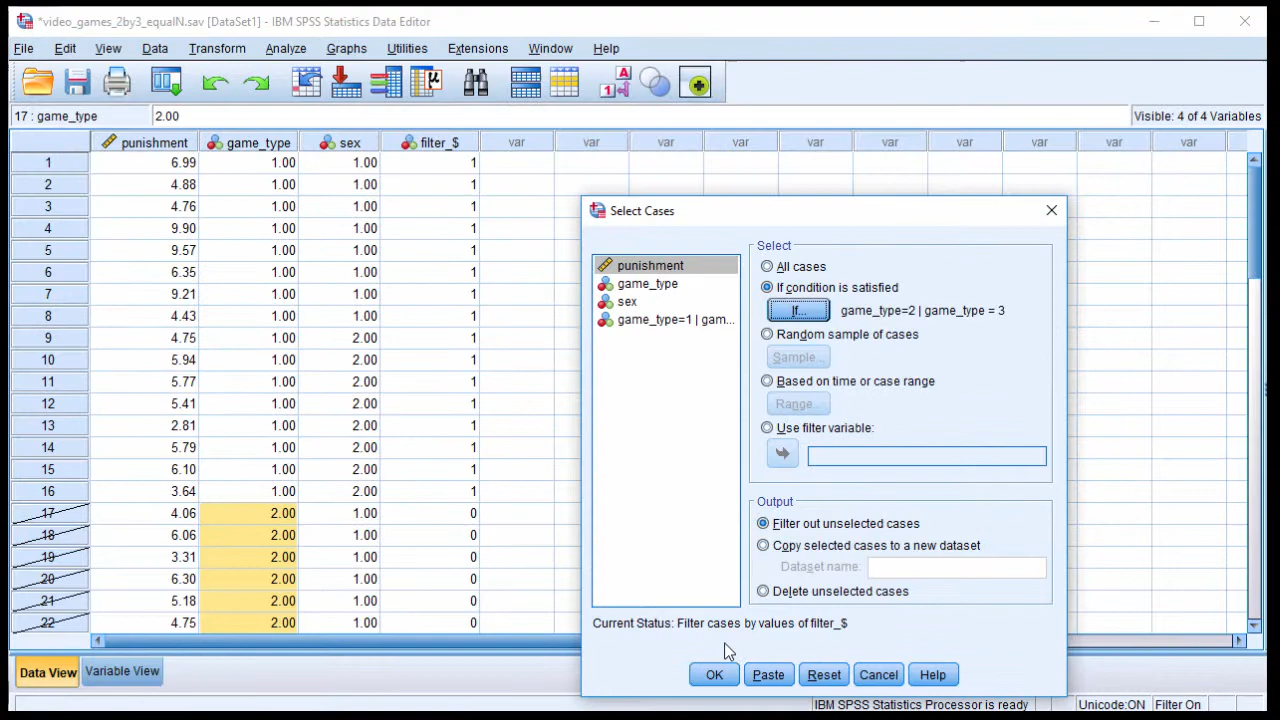 *video_games_2by3_equalN.sav [DataSet1] - IBM SPSS Statistics Data Editor
File Edit View Data Transform Analyze Graphs Utilities Extensions Window Help
17 : game_type 2.00 Visible: 4 of 4 Variables
punishment game_type sex filter_$ var var var var var var var var var var
1 6.99 1.00 1.00 1
2 4.88 1.00 1.00 1
3 4.76 1.00 1.00 1
4 9.90 1.00 1.00 1
5 9.57 1.00 1.00 1
6 6.35 1.00 1.00 1
7 9.21 1.00 1.00 1
8 4.43 1.00 1.00 1
9 4.75 1.00 2.00 1
10 5.94 1.00 2.00 1
11 5.77 1.00 2.00 1
12 5.41 1.00 2.00 1
13 2.81 1.00 2.00 1
14 5.79 1.00 2.00 1
15 6.10 1.00 2.00 1
16 3.64 1.00 2.00 1
17 4.06 2.00 1.00 0
18 6.06 2.00 1.00 0
19 3.31 2.00 1.00 0
20 6.30 2.00 1.00 0
21 5.18 2.00 1.00 0
22 4.75 2.00 1.00 0
Select Cases
punishment
game_type
sex
game_type=1 | gam...
Select
All cases
If condition is satisfied
If... game_type=2 | game_type = 3
Random sample of cases
Sample...
Based on time or case range
Range...
Use filter variable:
Output
Filter out unselected cases
Copy selected cases to a new dataset
Dataset name:
Delete unselected cases
Current Status: Filter cases by values of filter_$
OK Paste Reset Cancel Help
Data View Variable View
IBM SPSS Statistics Processor is ready Unicode:ON Filter On